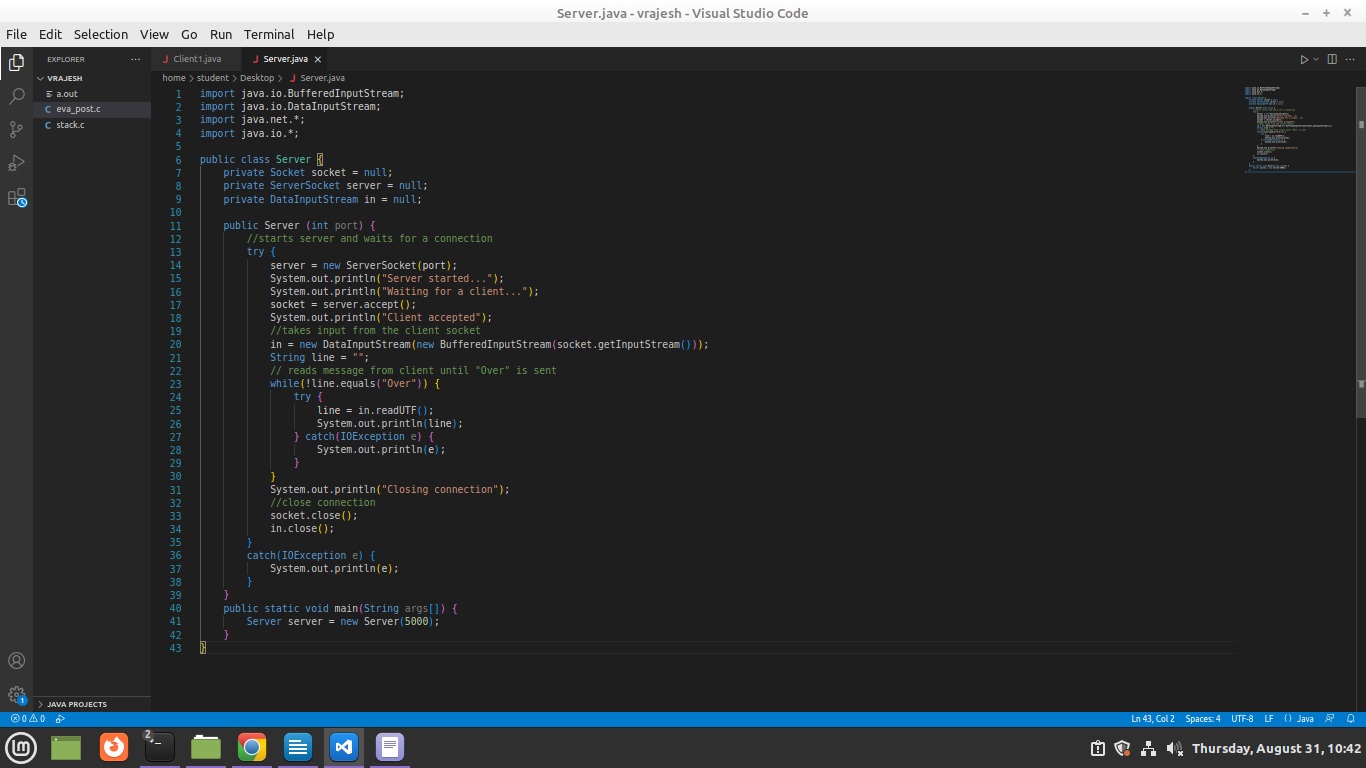 Server.java - vrajesh - Visual Studio Code
File Edit Selection View Go Run Terminal Help
EXPLORER
VRAJESH
a.out
C eva_post.c
C stack.c
JAVA PROJECTS
J Client1.java J Server.java
home > student > Desktop > J Server.java
1 import java.io.BufferedInputStream;
2 import java.io.DataInputStream;
3 import java.net.*;
4 import java.io.*;
5
6 public class Server {
7     private Socket socket = null;
8     private ServerSocket server = null;
9     private DataInputStream in = null;
10
11     public Server (int port) {
12         //starts server and waits for a connection
13         try {
14             server = new ServerSocket(port);
15             System.out.println("Server started...");
16             System.out.println("Waiting for a client...");
17             socket = server.accept();
18             System.out.println("Client accepted");
19             //takes input from the client socket
20             in = new DataInputStream(new BufferedInputStream(socket.getInputStream()));
21             String line = "";
22             // reads message from client until "Over" is sent
23             while(!line.equals("Over")) {
24                 try {
25                     line = in.readUTF();
26                     System.out.println(line);
27                 } catch(IOException e) {
28                     System.out.println(e);
29                 }
30             }
31             System.out.println("Closing connection");
32             //close connection
33             socket.close();
34             in.close();
35         }
36         catch(IOException e) {
37             System.out.println(e);
38         }
39     }
40     public static void main(String args[]) {
41         Server server = new Server(5000);
42     }
43 }
0 0
Ln 43, Col 2 Spaces: 4 UTF-8 LF Java
2
Thursday, August 31, 10:42